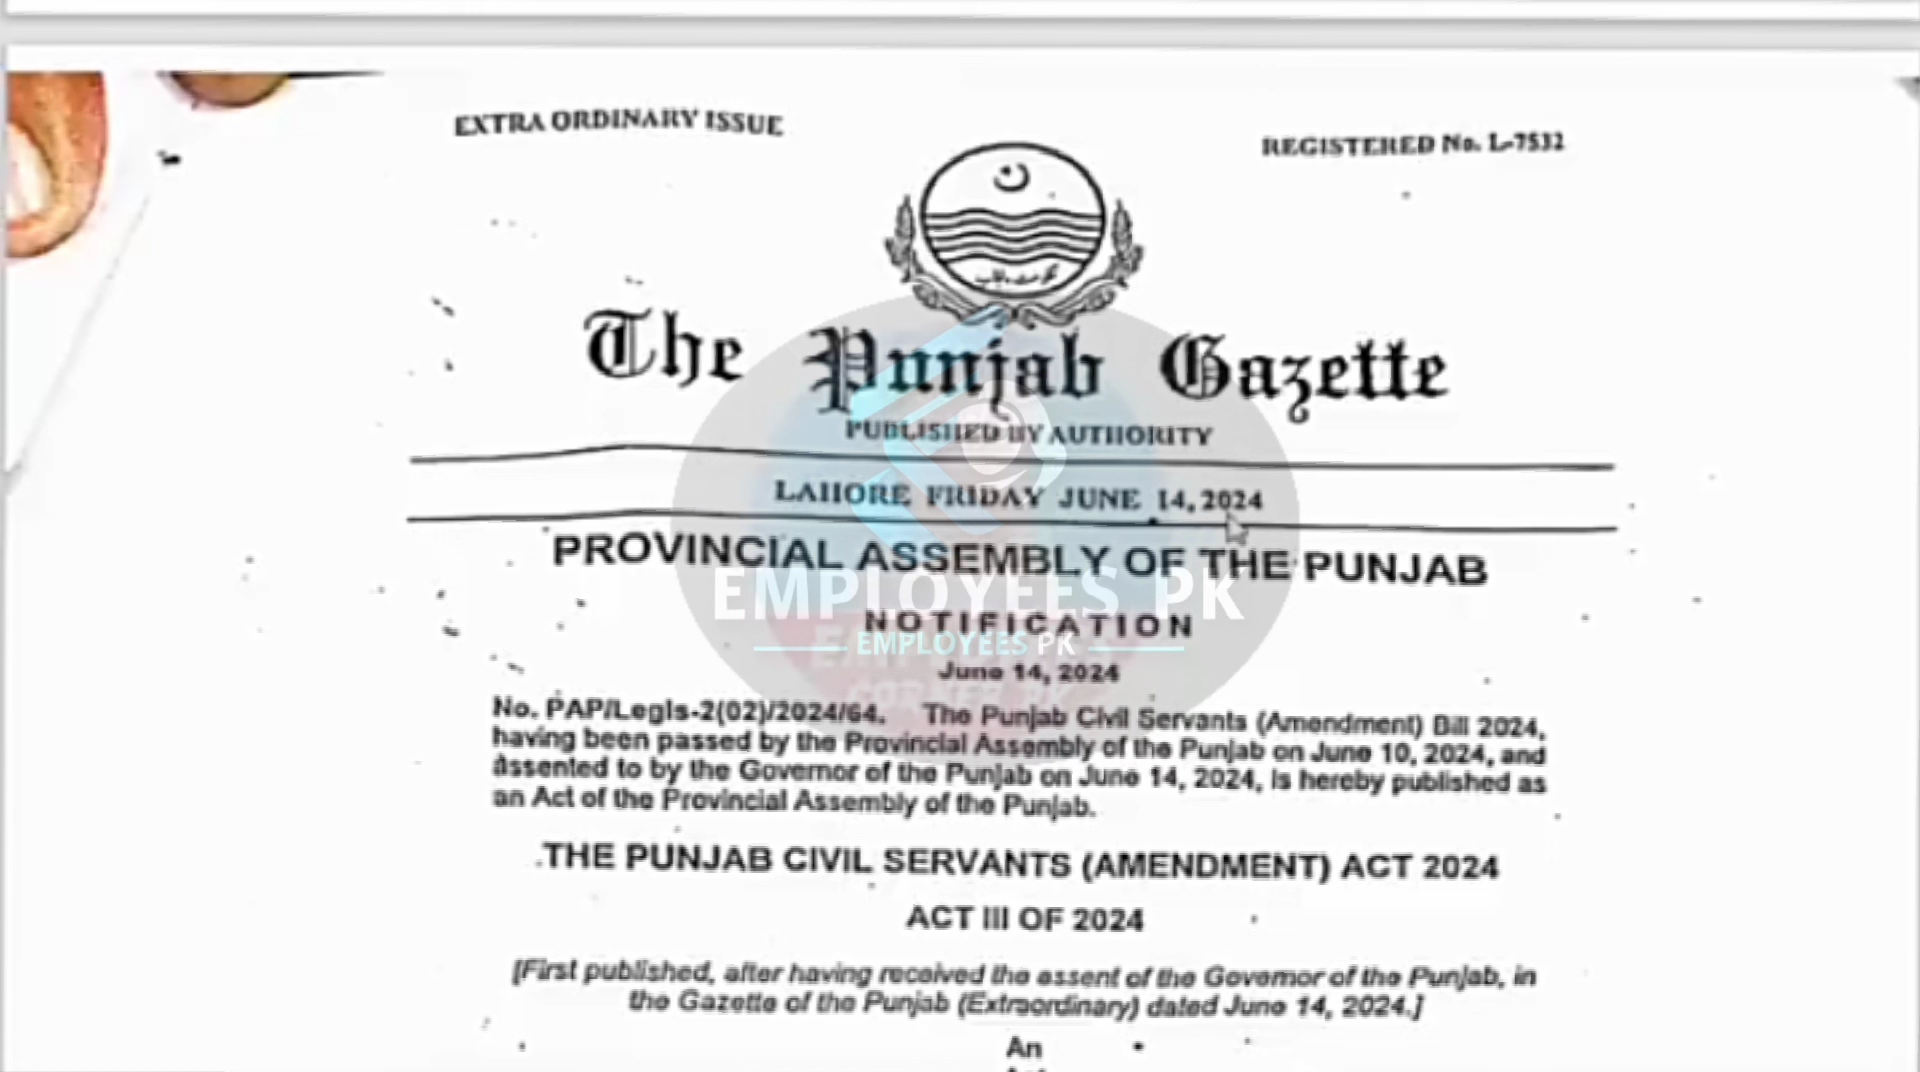 EXTRA ORDINARY ISSUE
REGISTERED No. L-7532
The Punjab Gazette
PUBLISHED BY AUTHORITY
LAHORE FRIDAY JUNE 14, 2024
PROVINCIAL ASSEMBLY OF THE PUNJAB
EMPLOYEES PK
NOTIFICATION
EMPLOYEES PK
June 14, 2024
No. PAP/Legis-2(02)/2024/64. The Punjab Civil Servants (Amendment) Bill 2024,
having been passed by the Provincial Assembly of the Punjab on June 10, 2024, and
assented to by the Governor of the Punjab on June 14, 2024, is hereby published as
an Act of the Provincial Assembly of the Punjab.
THE PUNJAB CIVIL SERVANTS (AMENDMENT) ACT 2024
ACT III OF 2024
[First published, after having received the assent of the Governor of the Punjab, in
the Gazette of the Punjab (Extraordinary) dated June 14, 2024.]
An